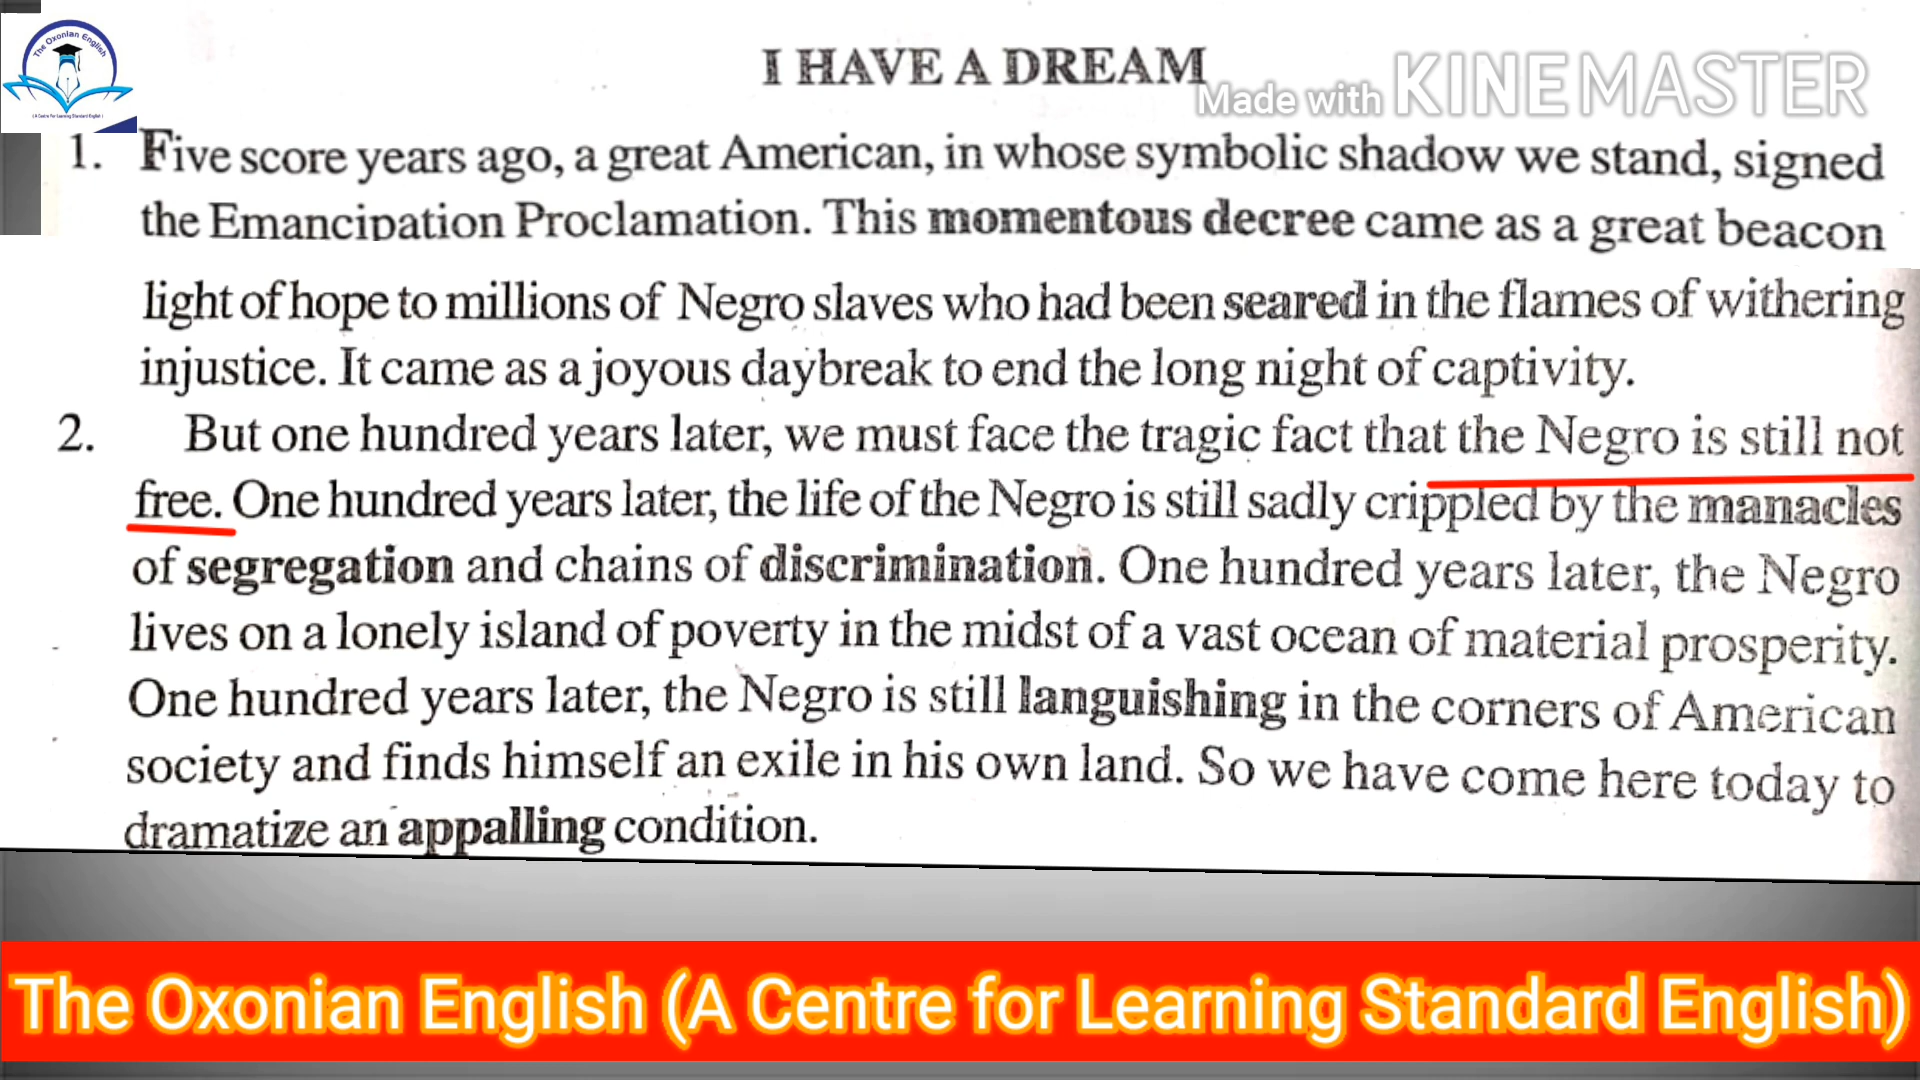 The Oxonian English
(A Centre For Learning Standard English)
I HAVE A DREAM
Made with KINEMASTER
1. Five score years ago, a great American, in whose symbolic shadow we stand, signed
the Emancipation Proclamation. This momentous decree came as a great beacon
light of hope to millions of Negro slaves who had been seared in the flames of withering
injustice. It came as a joyous daybreak to end the long night of captivity.
2. But one hundred years later, we must face the tragic fact that the Negro is still not
free. One hundred years later, the life of the Negro is still sadly crippled by the manacles
of segregation and chains of discrimination. One hundred years later, the Negro
lives on a lonely island of poverty in the midst of a vast ocean of material prosperity.
One hundred years later, the Negro is still languishing in the corners of American
society and finds himself an exile in his own land. So we have come here today to
dramatize an appalling condition.
The Oxonian English (A Centre for Learning Standard English)